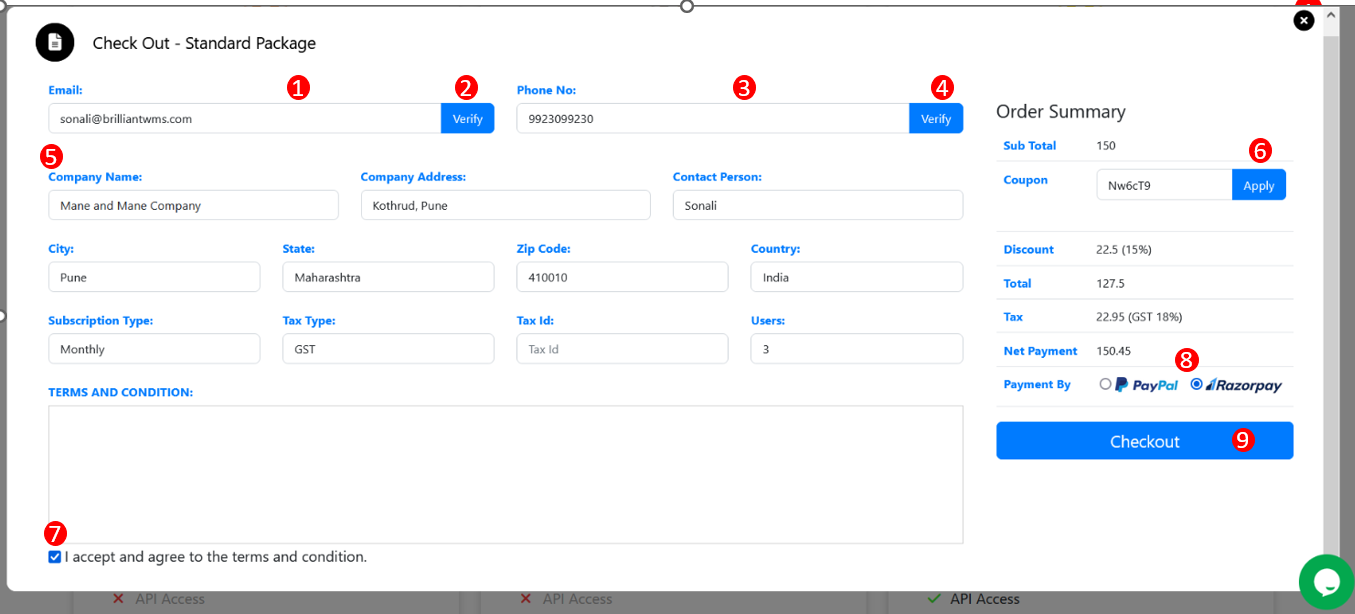 Check Out - Standard Package
1
2
3
4
Email:
Phone No:
sonali@brilliantwms.com
Verify
9923099230
Verify
5
Company Name:
Company Address:
Contact Person:
Mane and Mane Company
Kothrud, Pune
Sonali
City:
State:
Zip Code:
Country:
Pune
Maharashtra
410010
India
Subscription Type:
Tax Type:
Tax Id:
Users:
Monthly
GST
Tax Id
3
TERMS AND CONDITION:
7
I accept and agree to the terms and condition.
Order Summary
Sub Total 150
6
Coupon Nw6cT9 Apply
Discount 22.5 (15%)
Total 127.5
Tax 22.95 (GST 18%)
Net Payment 150.45
8
Payment By PayPal Razorpay
Checkout 9
API Access
API Access
API Access